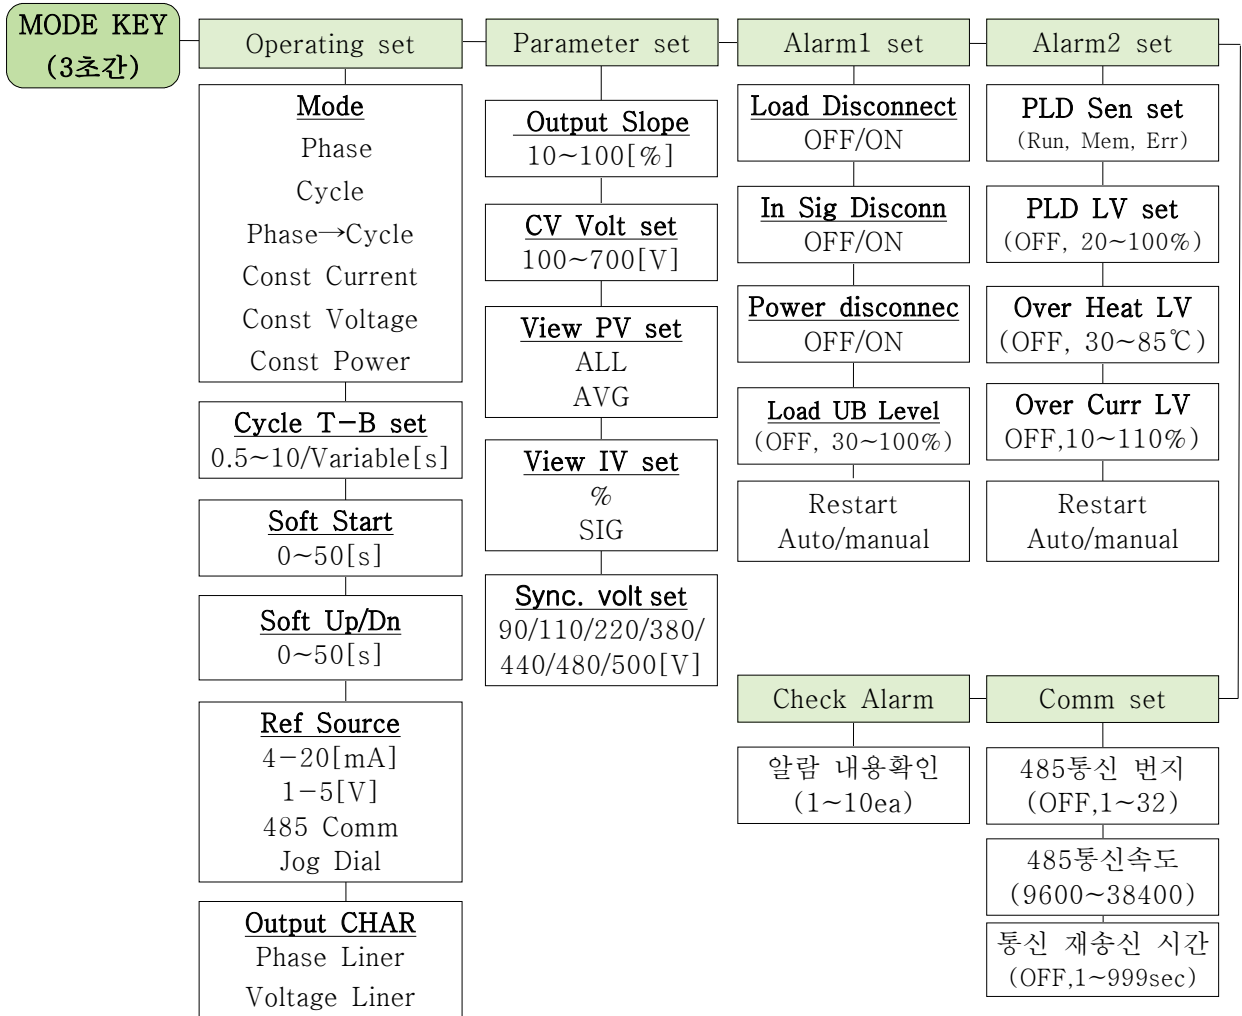 MODE KEY
(3초간)
Operating set
Mode
Phase
Cycle
Phase→Cycle
Const Current
Const Voltage
Const Power
Cycle T-B set
0.5~10/Variable[s]
Soft Start
0~50[s]
Soft Up/Dn
0~50[s]
Ref Source
4-20[mA]
1-5[V]
485 Comm
Jog Dial
Output CHAR
Phase Liner
Voltage Liner
Parameter set
Output Slope
10~100[%]
CV Volt set
100~700[V]
View PV set
ALL
AVG
View IV set
%
SIG
Sync. volt set
90/110/220/380/
440/480/500[V]
Alarm1 set
Load Disconnect
OFF/ON
In Sig Disconn
OFF/ON
Power disconnec
OFF/ON
Load UB Level
(OFF, 30~100%)
Restart
Auto/manual
Alarm2 set
PLD Sen set
(Run, Mem, Err)
PLD LV set
(OFF, 20~100%)
Over Heat LV
(OFF, 30~85℃)
Over Curr LV
OFF,10~110%)
Restart
Auto/manual
Check Alarm
알람 내용확인
(1~10ea)
Comm set
485통신 번지
(OFF,1~32)
485통신속도
(9600~38400)
통신 재송신 시간
(OFF,1~999sec)